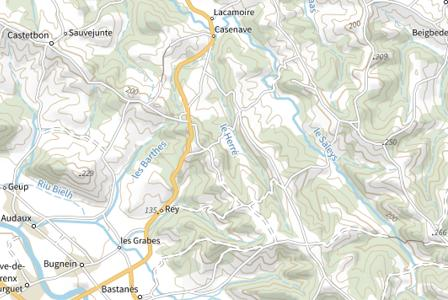 Lacamoire
Casenave
Sauvejunte
Castetbon
200
Beigbede
209
200
le Herré
le Saleys
250
les Barthes
229
Riu Bielh
Geup
135
Rey
Audaux
266
les Grabes
Bugnein
Bastanes